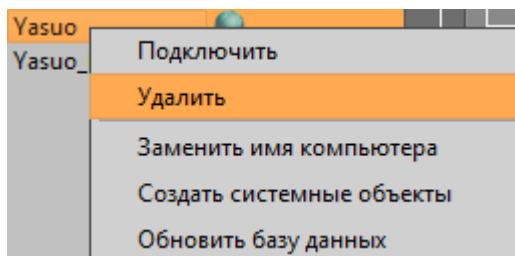 Yasuo
Подключить
Yasuo_
Удалить
Заменить имя компьютера
Создать системные объекты
Обновить базу данных